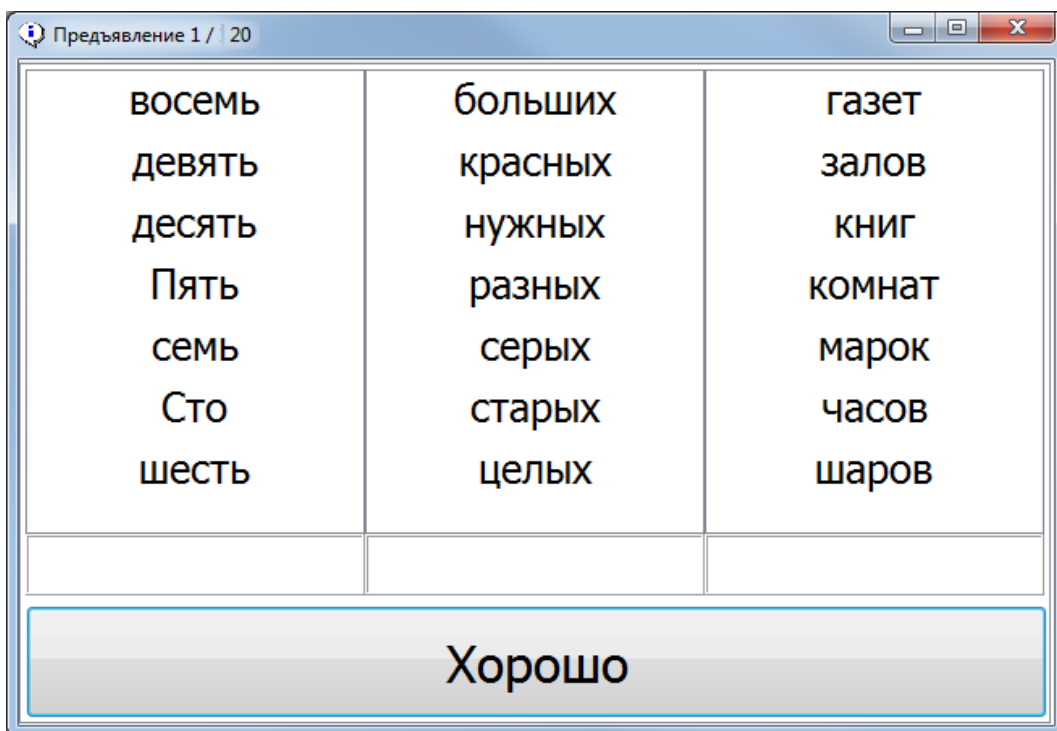 Предъявление 1 / 20
восемь больших газет
девять красных залов
десять нужных книг
Пять разных комнат
семь серых марок
Сто старых часов
шесть целых шаров
Хорошо